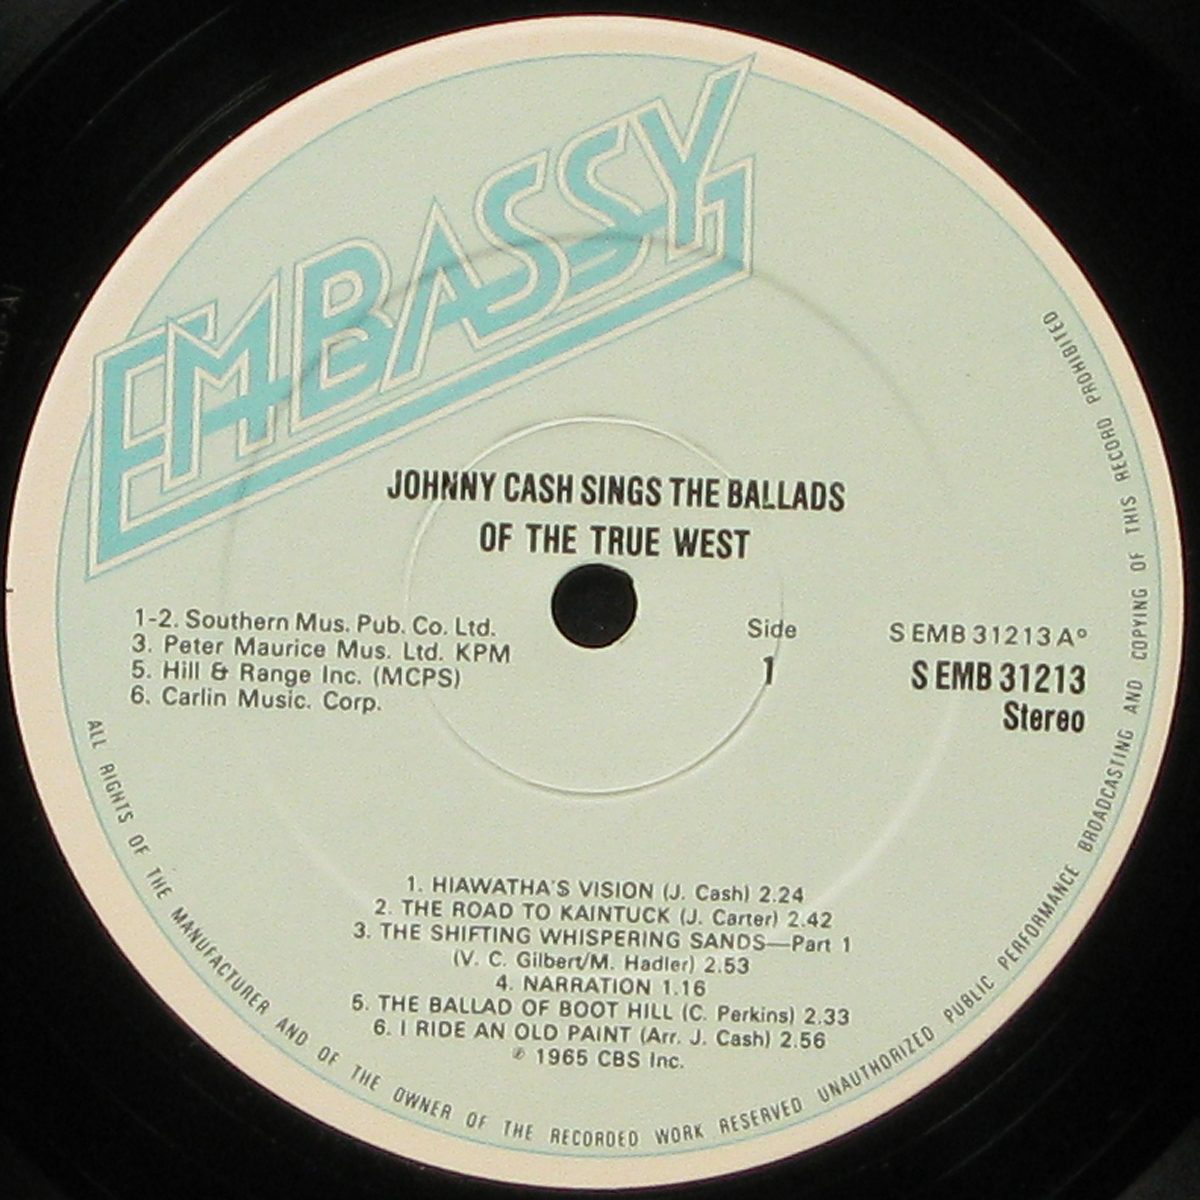 EMBASSY
JOHNNY CASH SINGS THE BALLADS
OF THE TRUE WEST
1-2. Southern Mus. Pub. Co. Ltd.
3. Peter Maurice Mus. Ltd. KPM
5. Hill & Range Inc. (MCPS)
6. Carlin Music. Corp.
Side
1
S EMB 31213 A°
S EMB 31213
Stereo
1. HIAWATHA'S VISION (J. Cash) 2.24
2. THE ROAD TO KAINTUCK (J. Carter) 2.42
3. THE SHIFTING WHISPERING SANDS—Part 1
(V. C. Gilbert/M. Hadler) 2.53
4. NARRATION 1.16
5. THE BALLAD OF BOOT HILL (C. Perkins) 2.33
6. I RIDE AN OLD PAINT (Arr. J. Cash) 2.56
℗ 1965 CBS Inc.
ALL RIGHTS OF THE MANUFACTURER AND OF THE OWNER OF THE RECORDED WORK RESERVED UNAUTHORIZED PUBLIC PERFORMANCE BROADCASTING AND COPYING OF THIS RECORD PROHIBITED